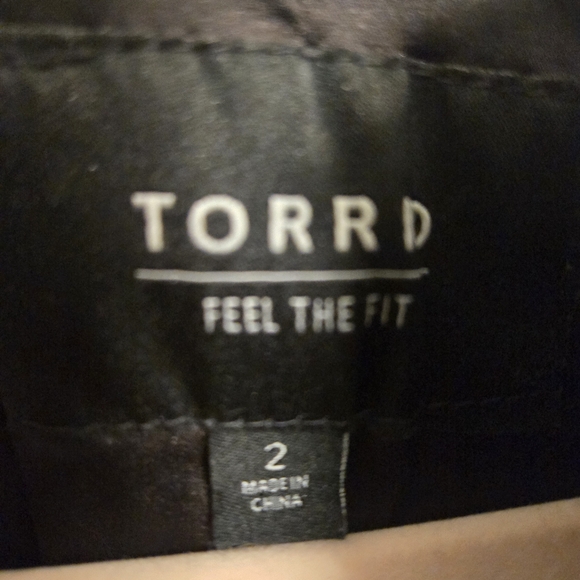 TORRID
FEEL THE FIT
2
MADE IN
CHINA